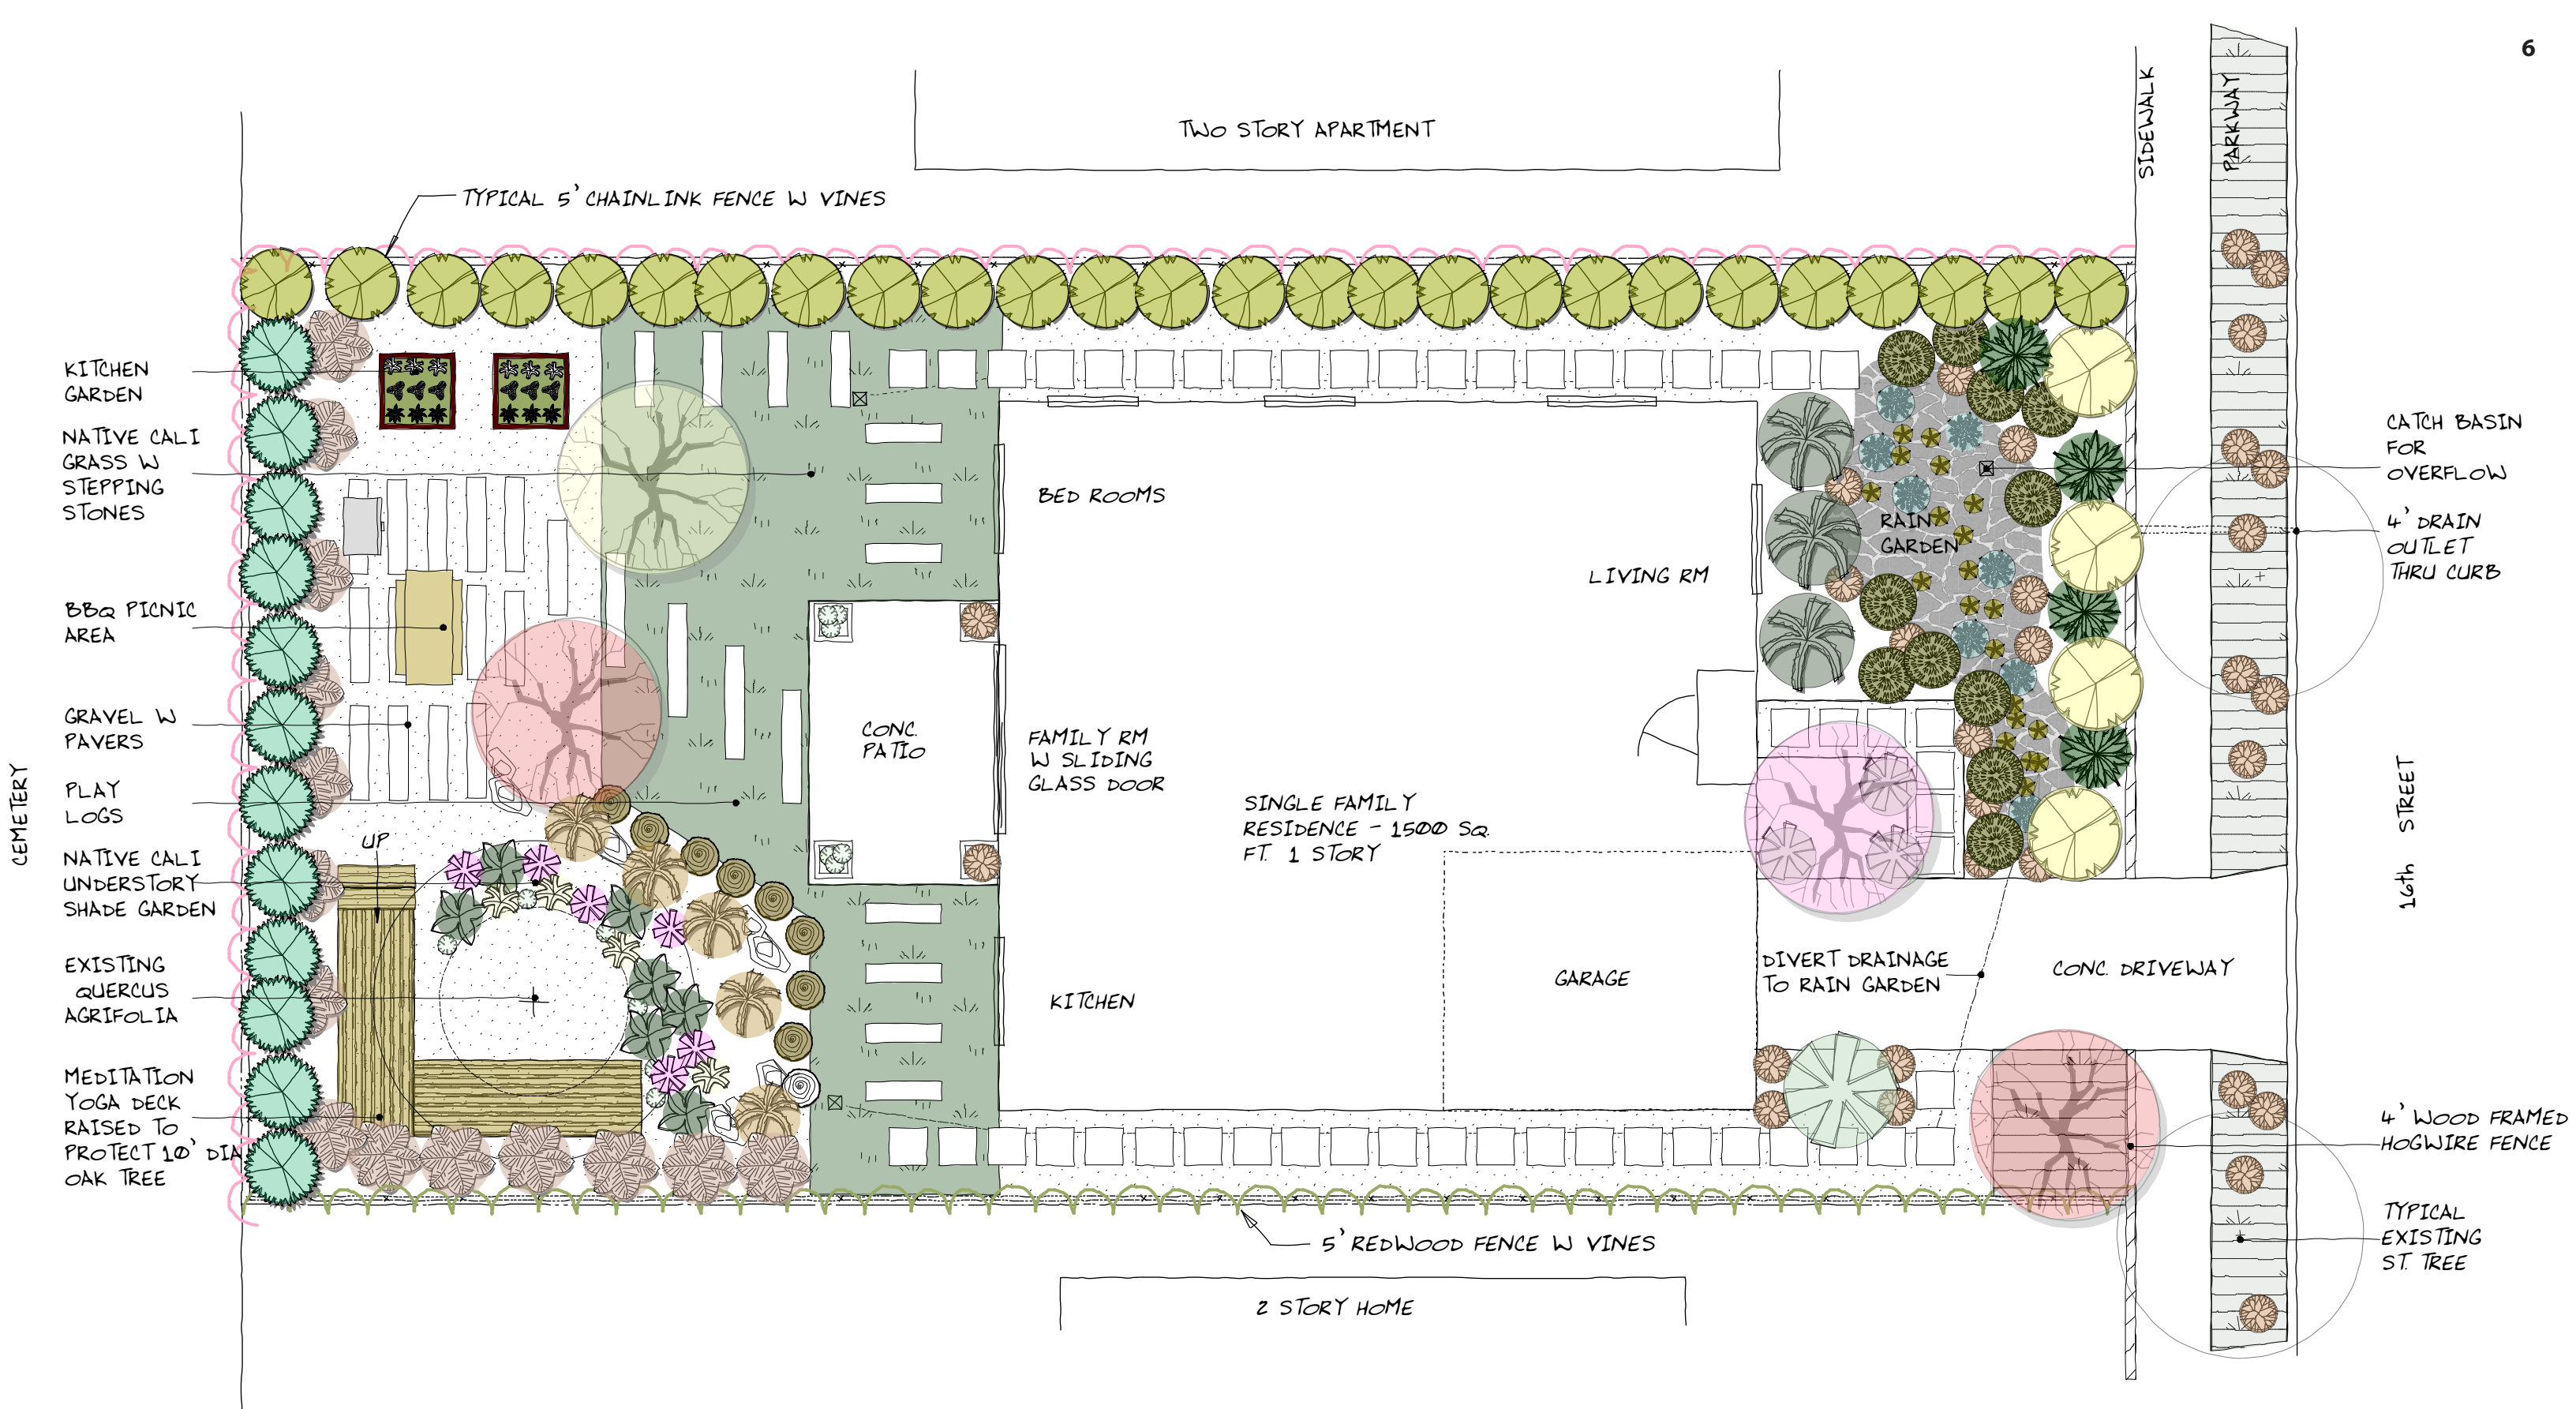 6
TWO STORY APARTMENT
SIDEWALK
PARKWAY
TYPICAL 5' CHAINLINK FENCE W VINES
KITCHEN
GARDEN
NATIVE CALI
GRASS W
STEPPING
STONES
BBQ PICNIC
AREA
GRAVEL W
PAVERS
PLAY
LOGS
UP
NATIVE CALI
UNDERSTORY
SHADE GARDEN
EXISTING
QUERCUS
AGRIFOLIA
MEDITATION
YOGA DECK
RAISED TO
PROTECT 10' DIA
OAK TREE
CEMETERY
BED ROOMS
CONC.
PATIO
FAMILY RM
W SLIDING
GLASS DOOR
KITCHEN
LIVING RM
SINGLE FAMILY
RESIDENCE - 1500 SQ.
FT. 1 STORY
GARAGE
RAIN
GARDEN
DIVERT DRAINAGE
TO RAIN GARDEN
CONC. DRIVEWAY
CATCH BASIN
FOR
OVERFLOW
4' DRAIN
OUTLET
THRU CURB
16th STREET
4' WOOD FRAMED
HOGWIRE FENCE
TYPICAL
EXISTING
ST. TREE
5' REDWOOD FENCE W VINES
2 STORY HOME